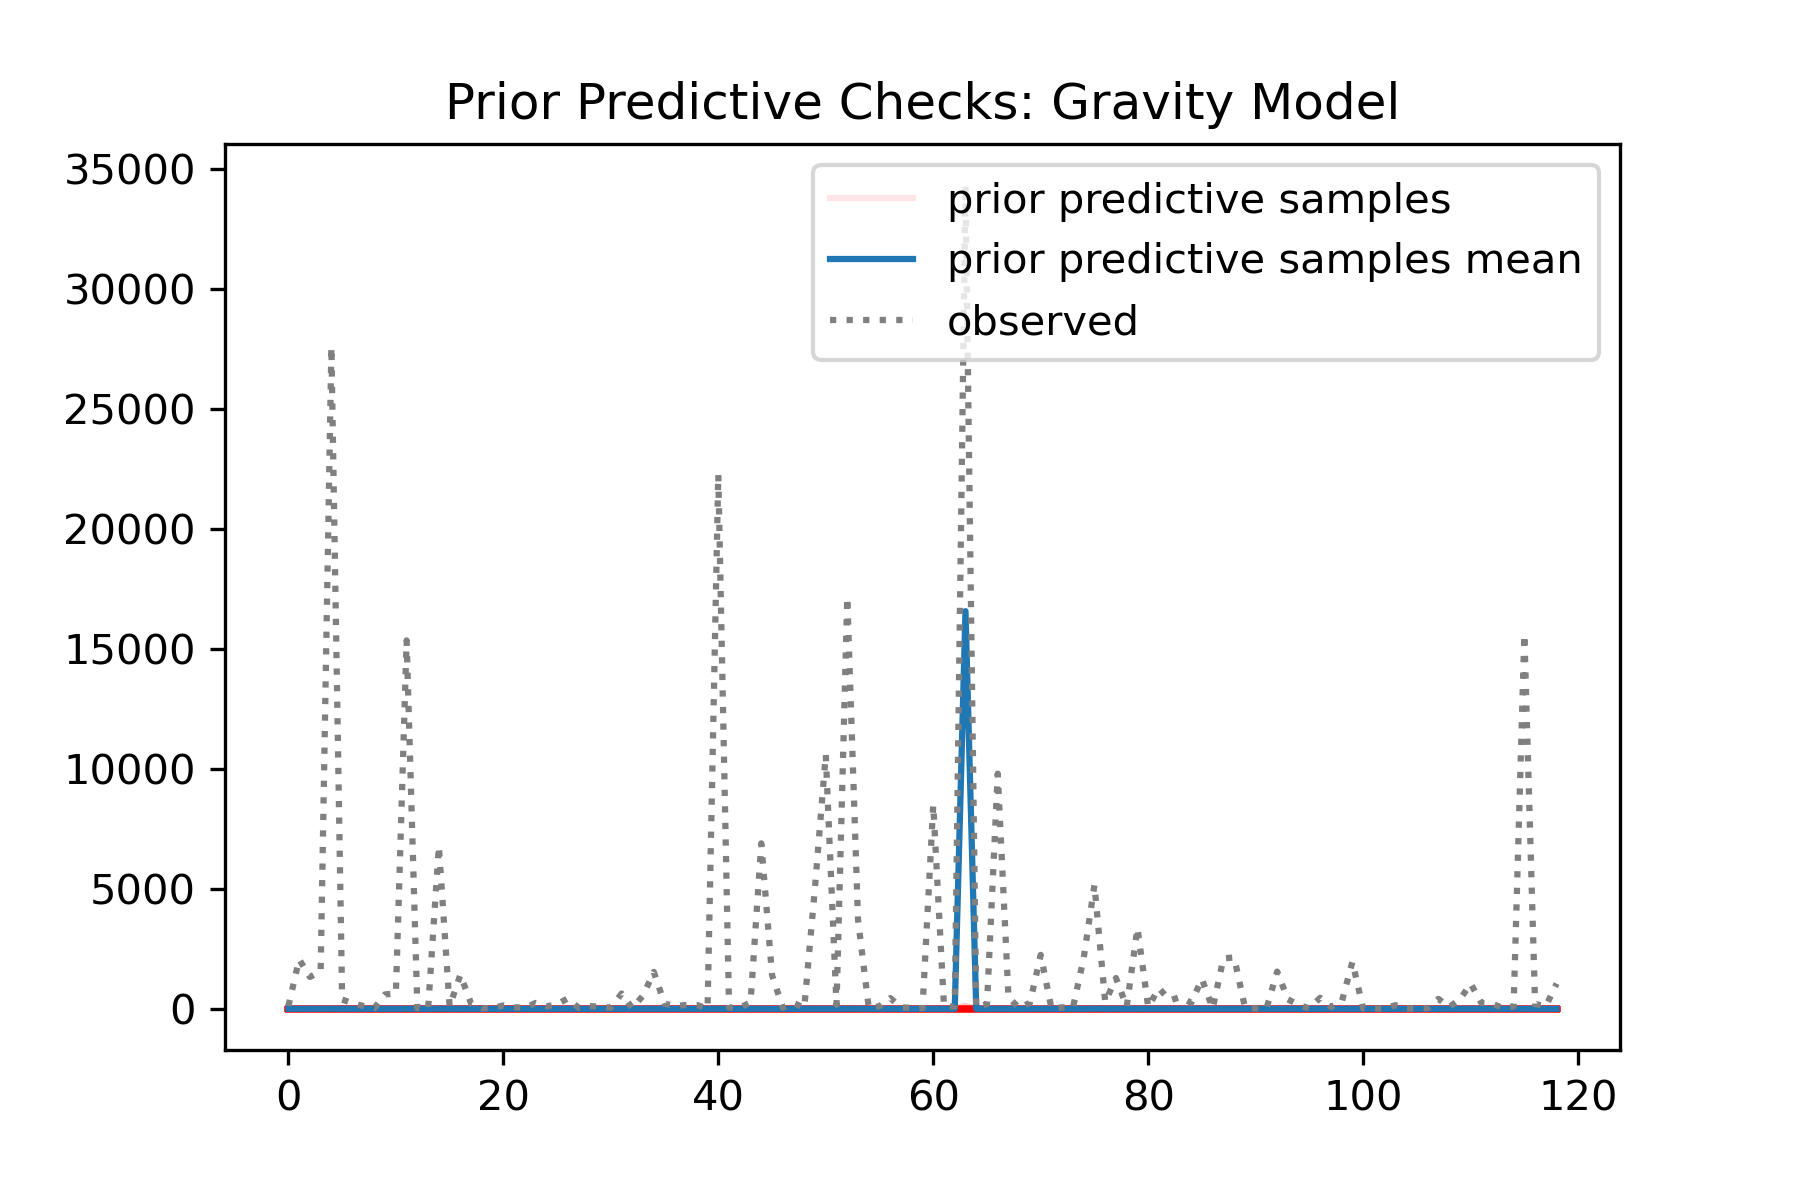 Prior Predictive Checks: Gravity Model
35000
30000
25000
20000
15000
10000
5000
0
prior predictive samples
prior predictive samples mean
observed
0 20 40 60 80 100 120